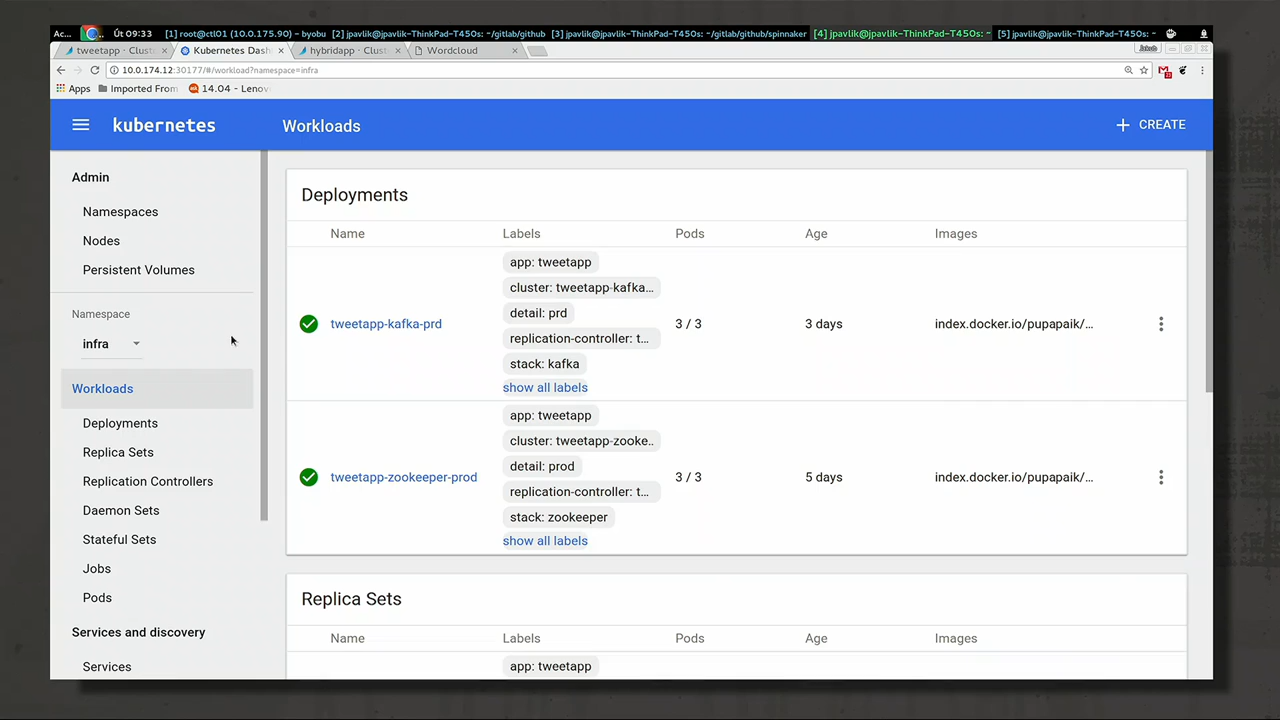 Ac... Út 09:33 [1] root@ctl01 (10.0.175.90) - byobu [2] jpavlik@jpavlik-ThinkPad-T450s: ~/gitlab/github [3] jpavlik@jpavlik-ThinkPad-T450s: ~/gitlab/github/spinnaker [4] jpavlik@jpavlik-ThinkPad-T450s: ~ [5] jpavlik@jpavlik-ThinkPad-T450s: ~
tweetapp - Clust Kubernetes Dash hybridapp - Clust Wordcloud Jakub
10.0.174.12:30177/#/workload?namespace=infra
Apps Imported From 14.04 - Lenov
kubernetes Workloads + CREATE
Admin
Namespaces
Nodes
Persistent Volumes
Namespace
infra
Workloads
Deployments
Replica Sets
Replication Controllers
Daemon Sets
Stateful Sets
Jobs
Pods
Services and discovery
Services
Deployments
Name Labels Pods Age Images
tweetapp-kafka-prd
app: tweetapp
cluster: tweetapp-kafka...
detail: prd
replication-controller: t...
stack: kafka
show all labels
3 / 3
3 days
index.docker.io/pupapaik/...
tweetapp-zookeeper-prod
app: tweetapp
cluster: tweetapp-zooke..
detail: prod
replication-controller: t...
stack: zookeeper
show all labels
3 / 3
5 days
index.docker.io/pupapaik/...
Replica Sets
Name Labels Pods Age Images
app: tweetapp